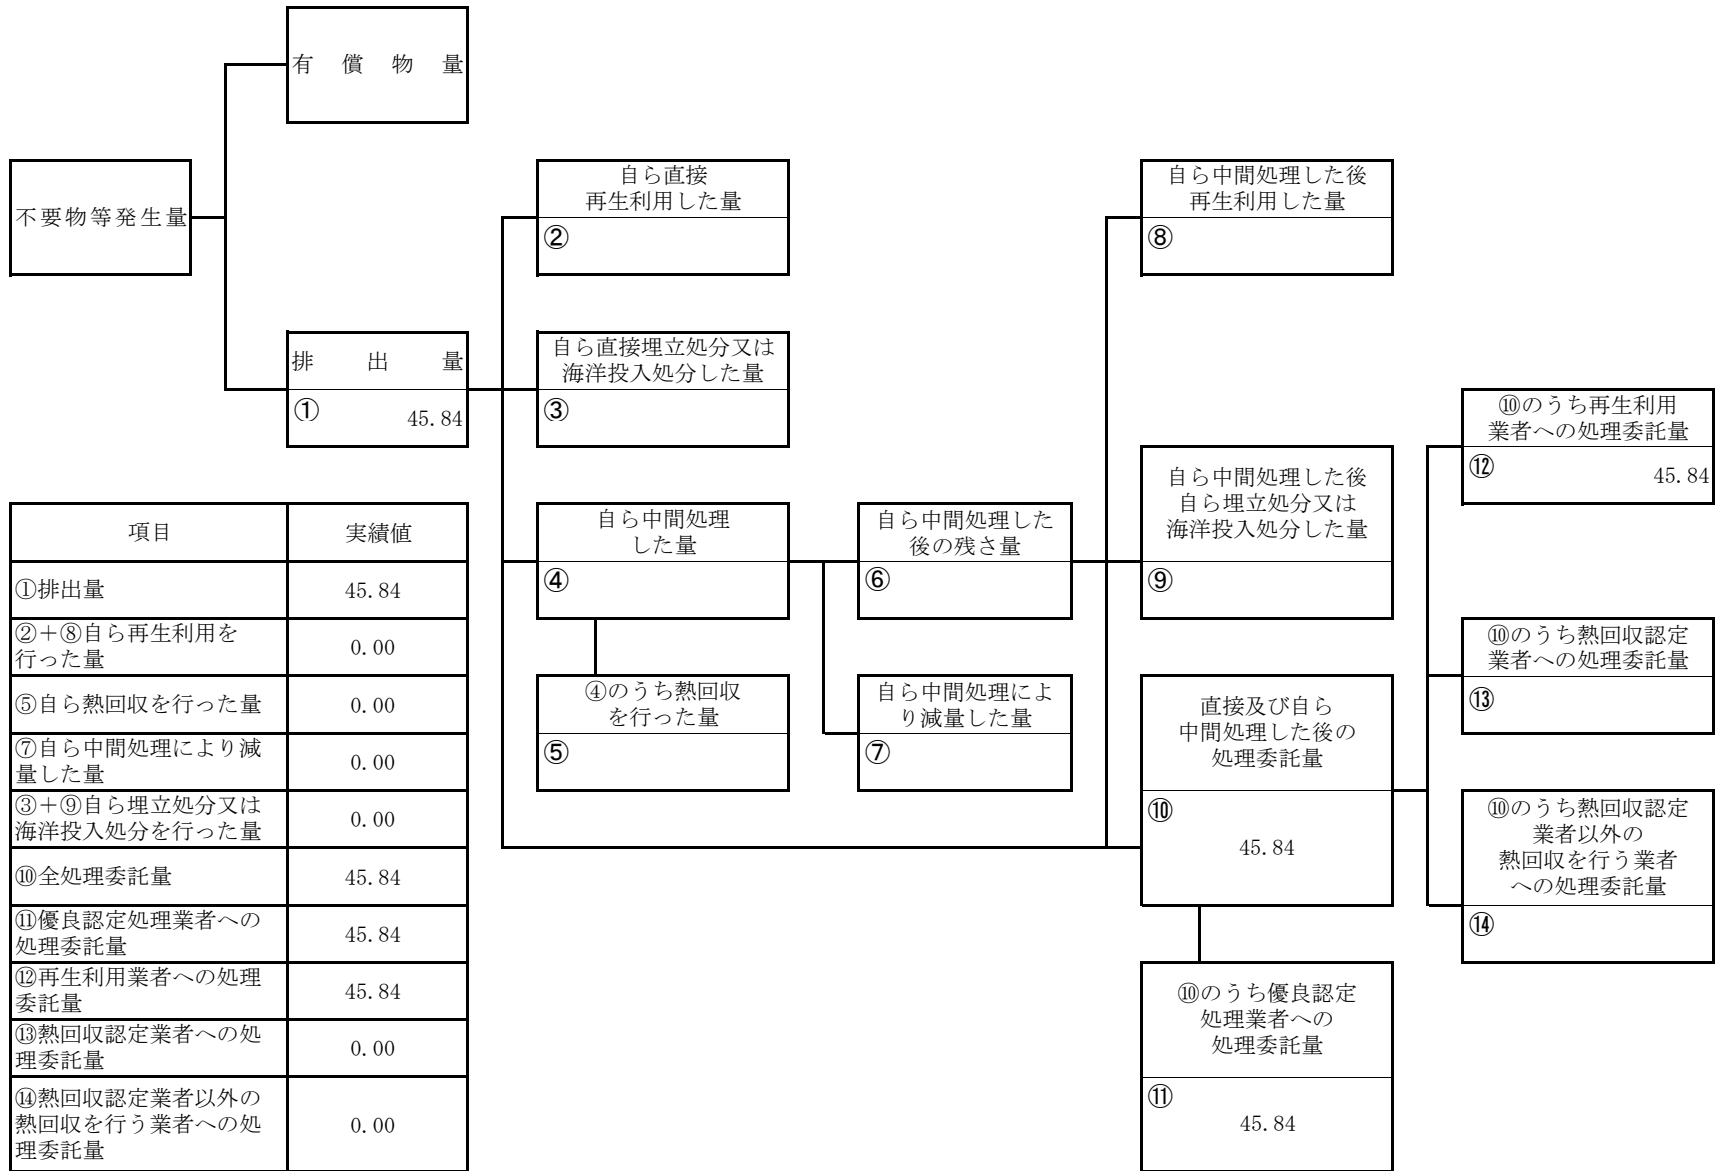 有償物量
不要物等発生量
排出量
① 45.84
自ら直接
再生利用した量
②
自ら直接埋立処分又は
海洋投入処分した量
③
自ら中間処理
した量
④
④のうち熱回収
を行った量
⑤
自ら中間処理した
後の残さ量
⑥
自ら中間処理によ
り減量した量
⑦
自ら中間処理した後
再生利用した量
⑧
自ら中間処理した後
自ら埋立処分又は
海洋投入処分した量
⑨
直接及び自ら
中間処理した後の
処理委託量
⑩
45.84
⑩のうち優良認定
処理業者への
処理委託量
⑪
45.84
⑩のうち再生利用
業者への処理委託量
⑫ 45.84
⑩のうち熱回収認定
業者への処理委託量
⑬
⑩のうち熱回収認定
業者以外の
熱回収を行う業者
への処理委託量
⑭
項目 実績値
①排出量 45.84
②+⑧自ら再生利用を
行った量 0.00
⑤自ら熱回収を行った量 0.00
⑦自ら中間処理により減
量した量 0.00
③+⑨自ら埋立処分又は
海洋投入処分を行った量 0.00
⑩全処理委託量 45.84
⑪優良認定処理業者への
処理委託量 45.84
⑫再生利用業者への処理
委託量 45.84
⑬熱回収認定業者への処
理委託量 0.00
⑭熱回収認定業者以外の
熱回収を行う業者への処
理委託量 0.00